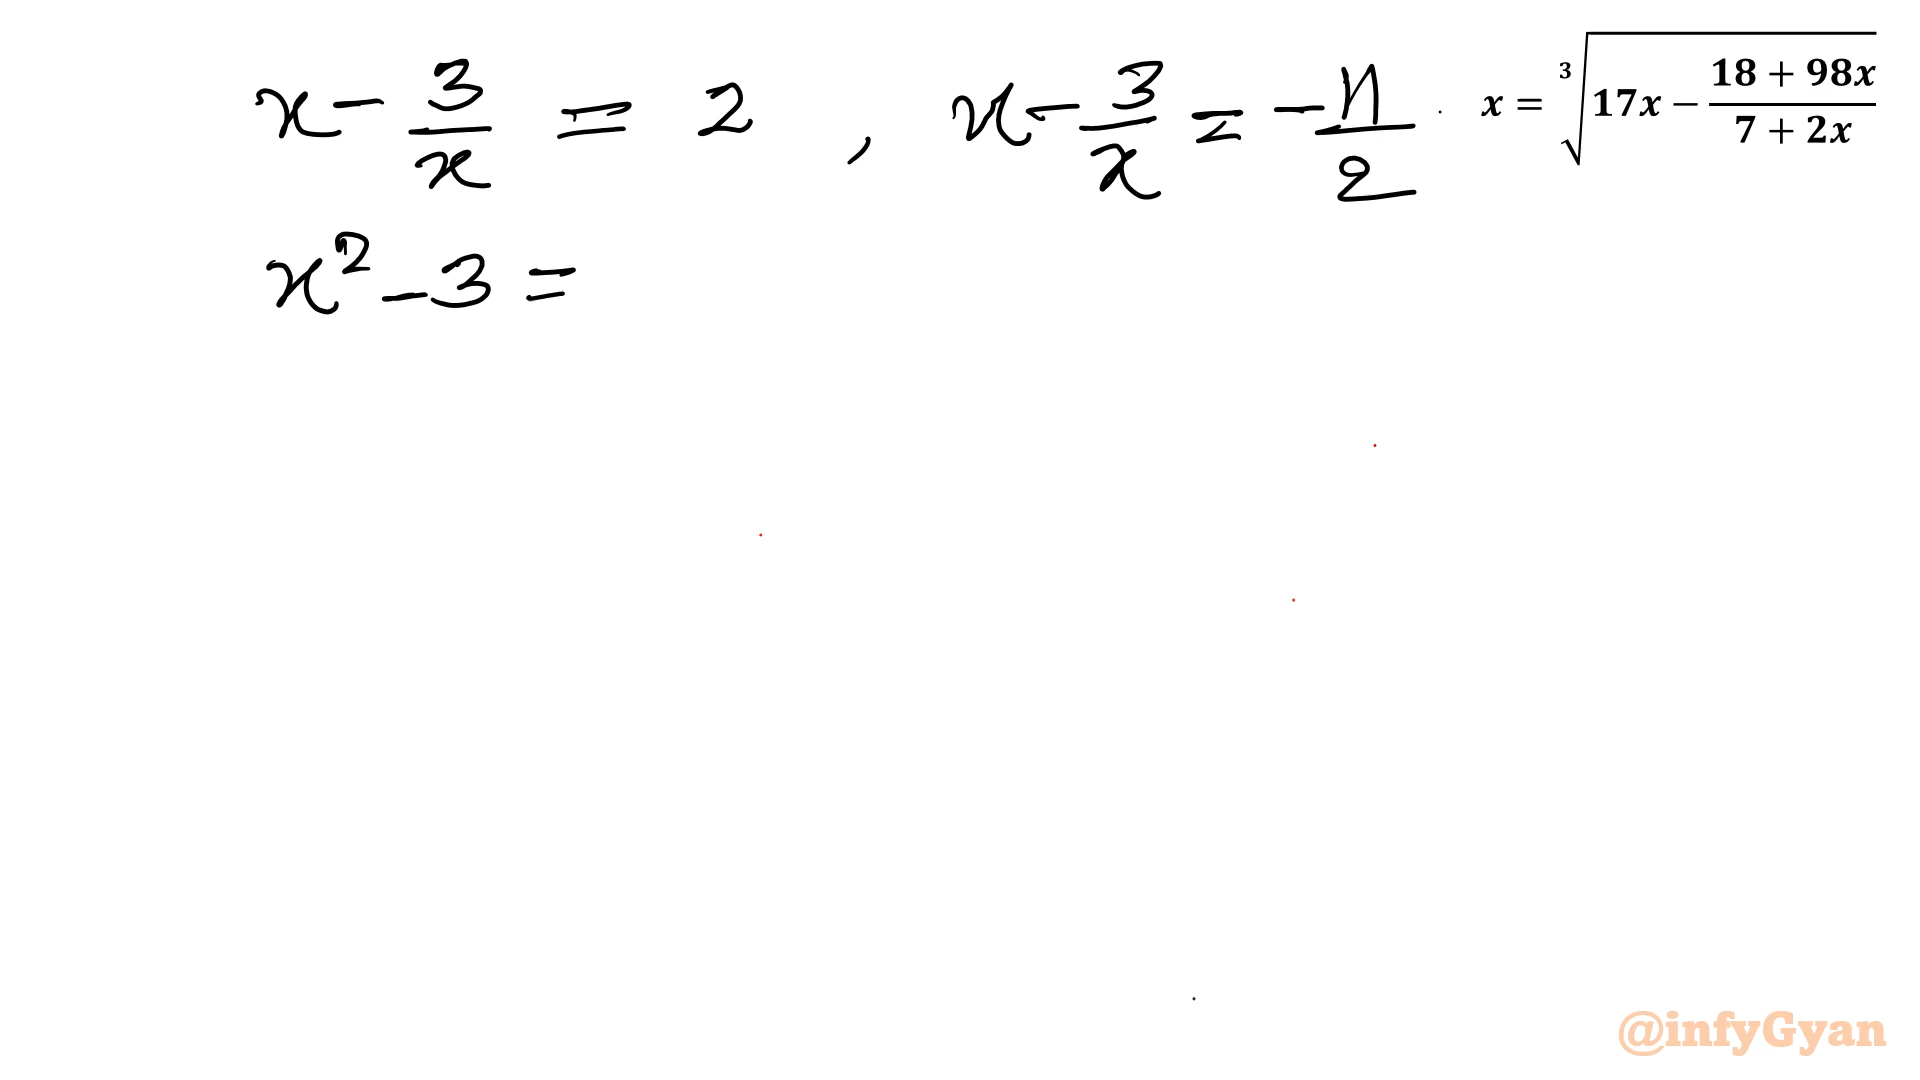 x - 3/x = 2 , x - 3/x = - 11/2
x = ∛(17x − (18 + 98x)/(7 + 2x))
x² - 3 =
@infyGyan